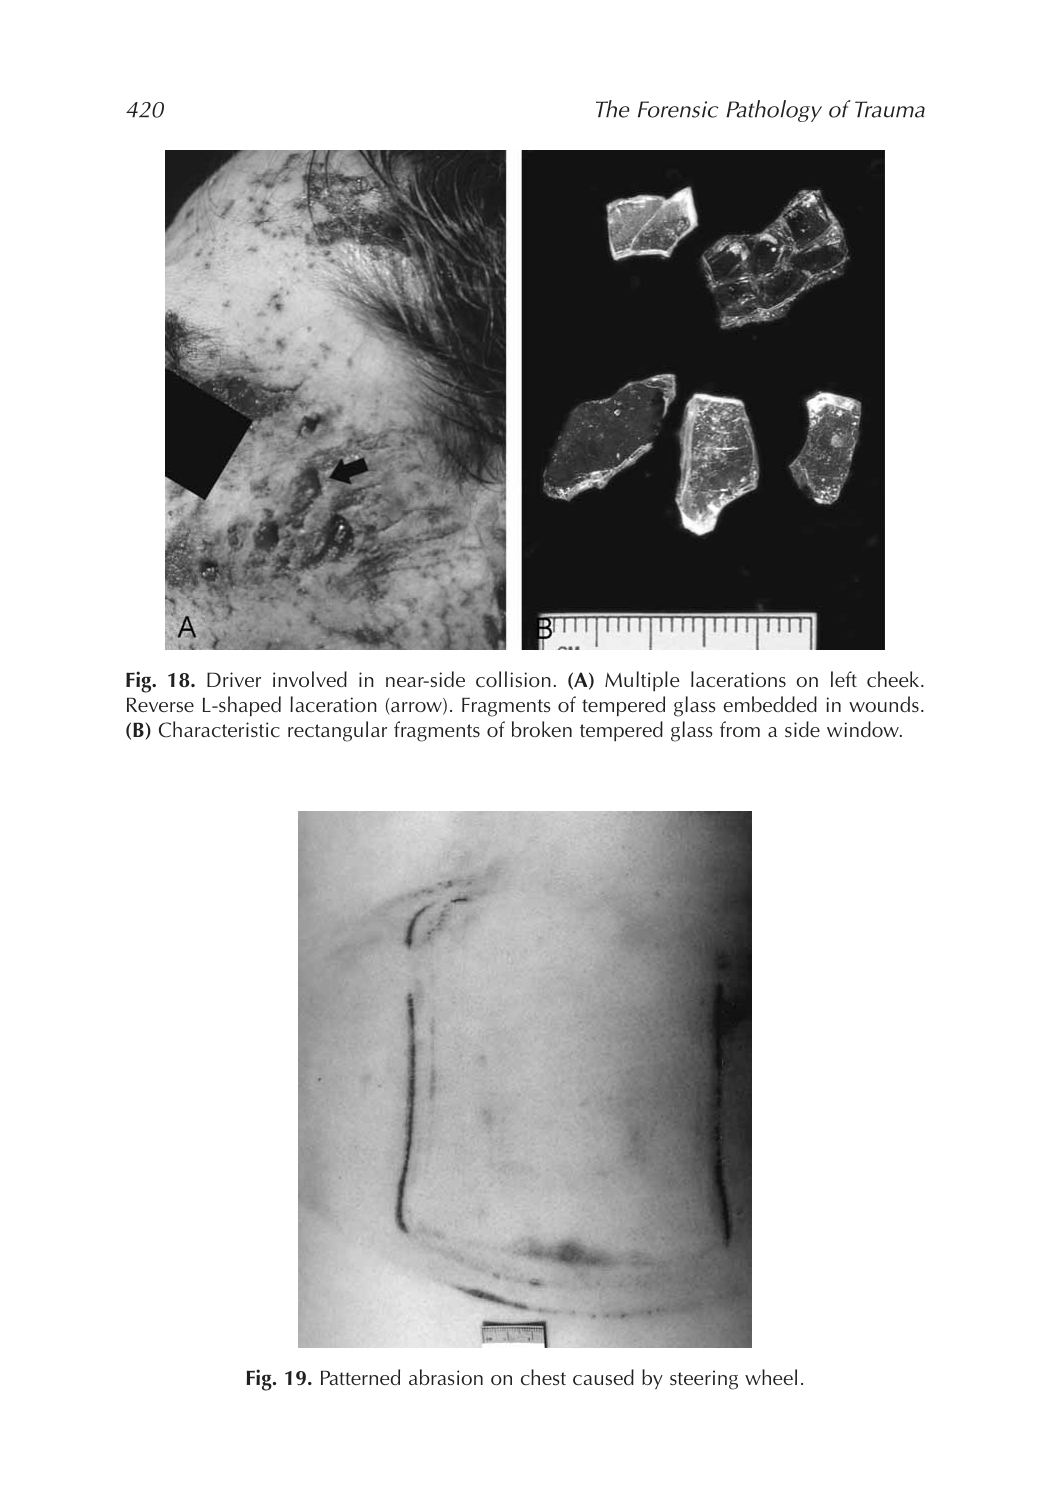 420
The Forensic Pathology of Trauma
A
B
CM
Fig. 18. Driver involved in near-side collision. (A) Multiple lacerations on left cheek.
Reverse L-shaped laceration (arrow). Fragments of tempered glass embedded in wounds.
(B) Characteristic rectangular fragments of broken tempered glass from a side window.
Fig. 19. Patterned abrasion on chest caused by steering wheel.